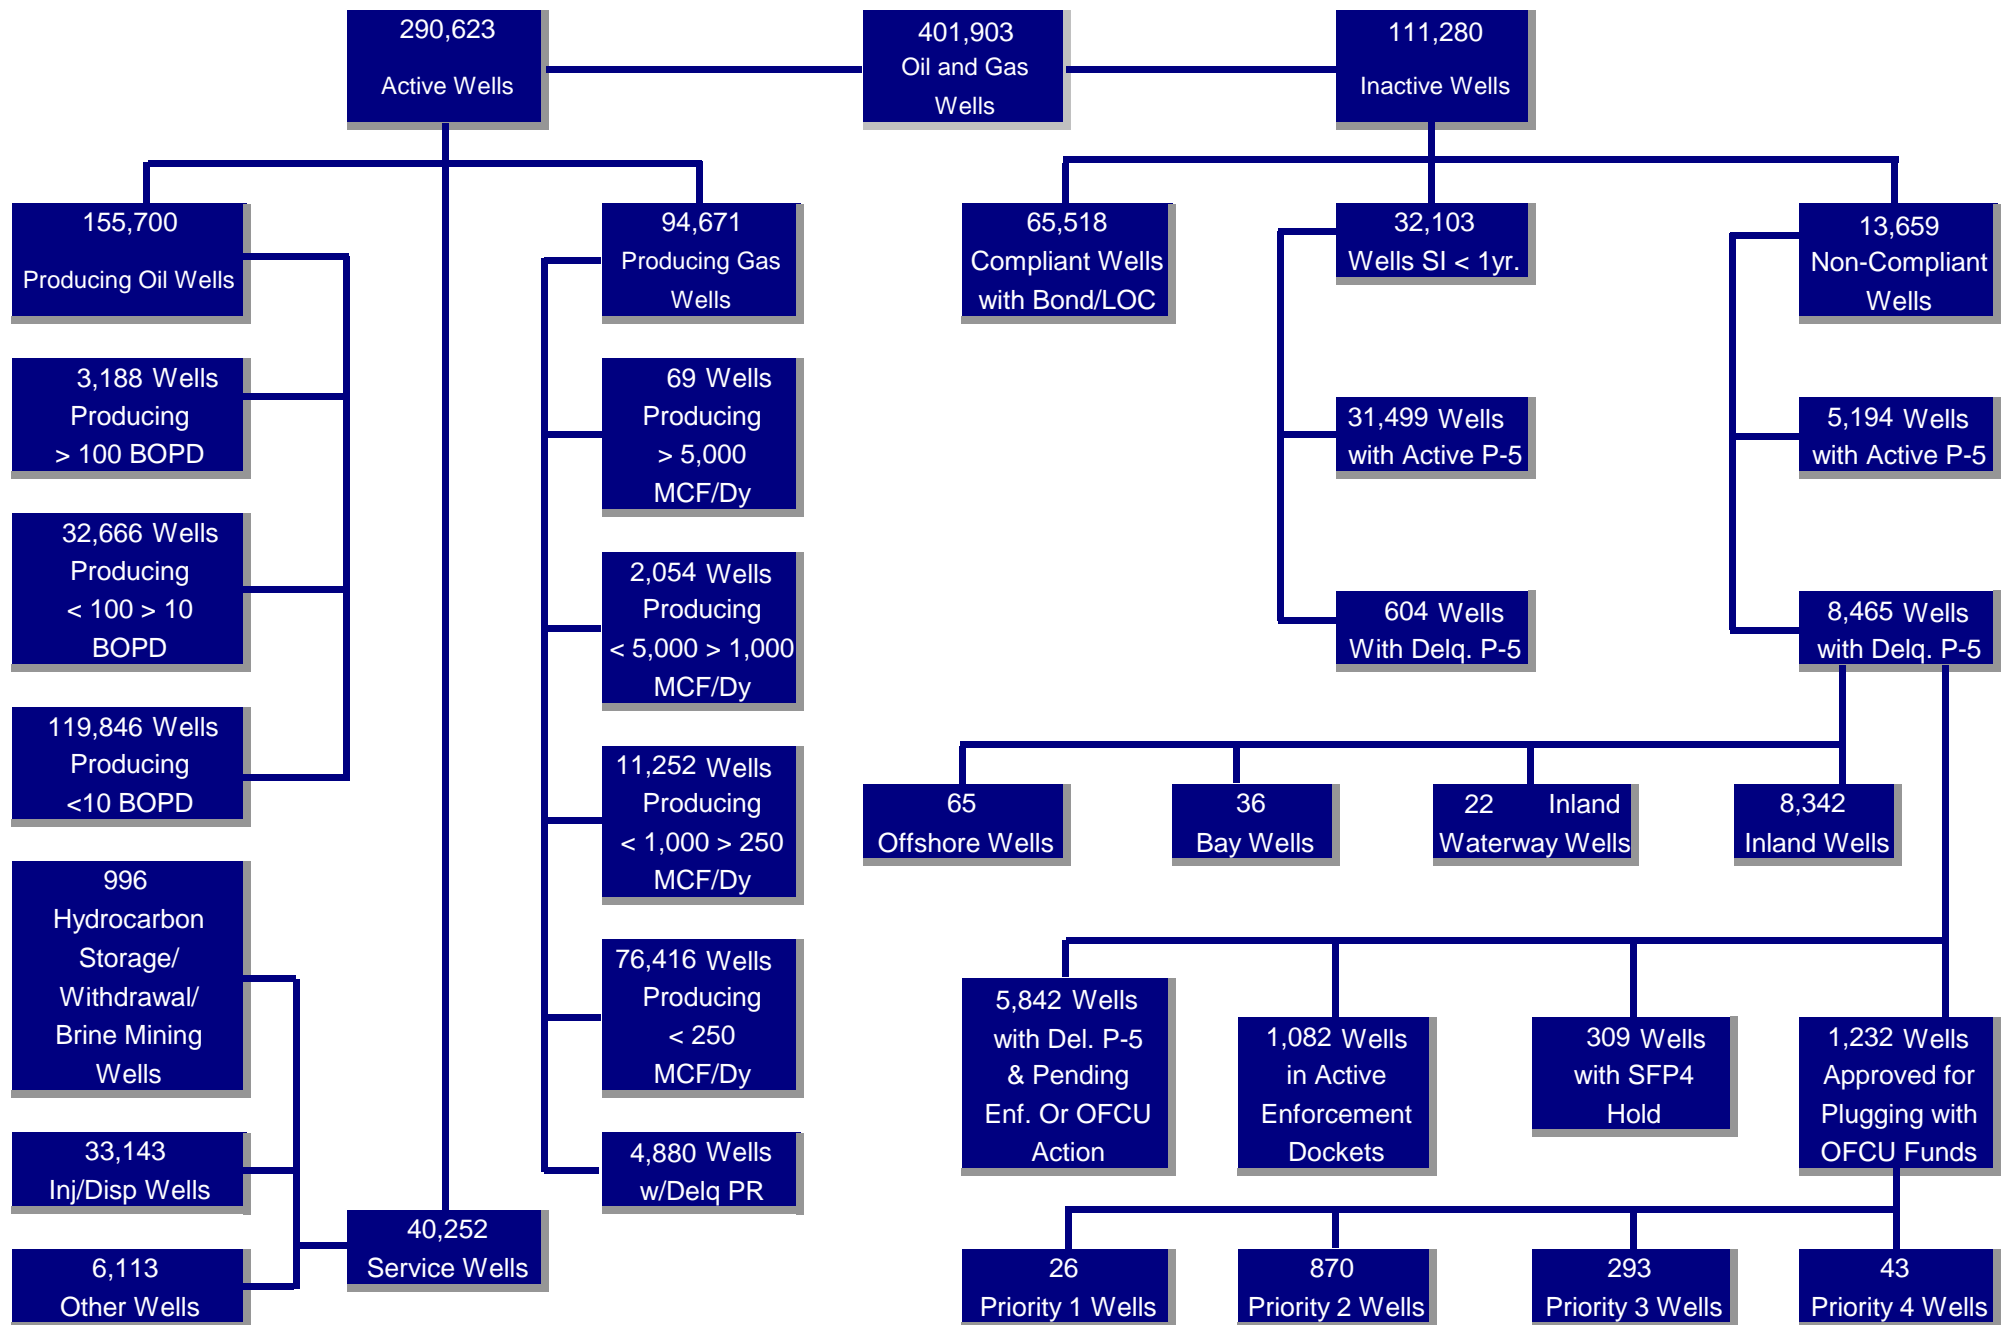 290,623
Active Wells
401,903
Oil and Gas
Wells
111,280
Inactive Wells
155,700
Producing Oil Wells
94,671
Producing Gas
Wells
65,518
Compliant Wells
with Bond/LOC
32,103
Wells SI < 1yr.
13,659
Non-Compliant
Wells
3,188 Wells
Producing
> 100 BOPD
69 Wells
Producing
> 5,000
MCF/Dy
31,499 Wells
with Active P-5
5,194 Wells
with Active P-5
32,666 Wells
Producing
< 100 > 10
BOPD
2,054 Wells
Producing
< 5,000 > 1,000
MCF/Dy
604 Wells
With Delq. P-5
8,465 Wells
with Delq. P-5
119,846 Wells
Producing
<10 BOPD
11,252 Wells
Producing
< 1,000 > 250
MCF/Dy
65
Offshore Wells
36
Bay Wells
22 Inland
Waterway Wells
8,342
Inland Wells
996
Hydrocarbon
Storage/
Withdrawal/
Brine Mining
Wells
76,416 Wells
Producing
< 250
MCF/Dy
5,842 Wells
with Del. P-5
& Pending
Enf. Or OFCU
Action
1,082 Wells
in Active
Enforcement
Dockets
309 Wells
with SFP4
Hold
1,232 Wells
Approved for
Plugging with
OFCU Funds
33,143
Inj/Disp Wells
4,880 Wells
w/Delq PR
40,252
Service Wells
6,113
Other Wells
26
Priority 1 Wells
870
Priority 2 Wells
293
Priority 3 Wells
43
Priority 4 Wells